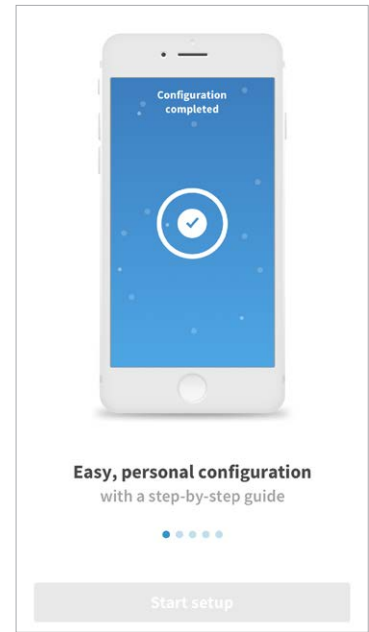 Configuration
completed
Easy, personal configuration
with a step-by-step guide
Start setup